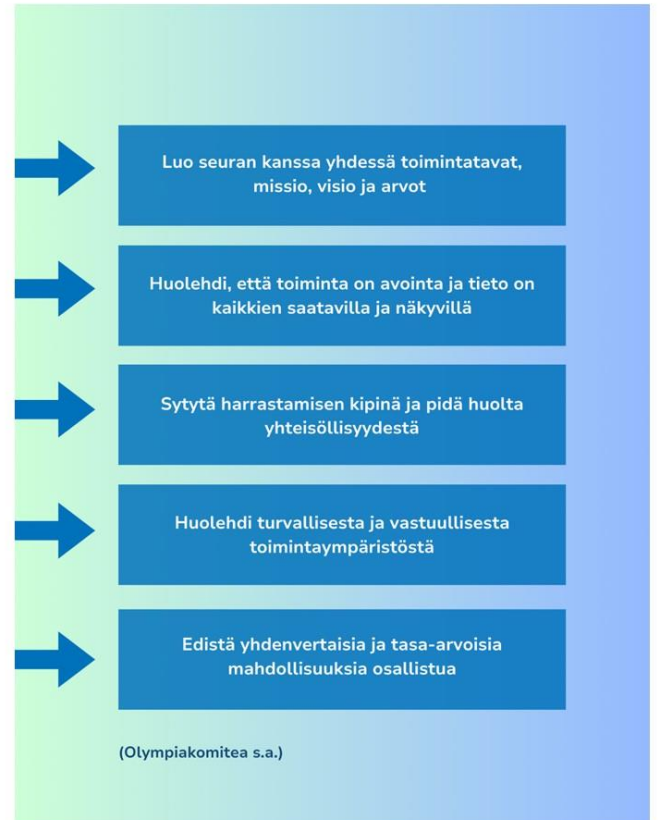 Luo seuran kanssa yhdessä toimintatavat,
missio, visio ja arvot
Huolehdi, että toiminta on avointa ja tieto on
kaikkien saatavilla ja näkyvillä
Sytytä harrastamisen kipinä ja pidä huolta
yhteisöllisyydestä
Huolehdi turvallisesta ja vastuullisesta
toimintaympäristöstä
Edistä yhdenvertaisia ja tasa-arvoisia
mahdollisuuksia osallistua
(Olympiakomitea s.a.)